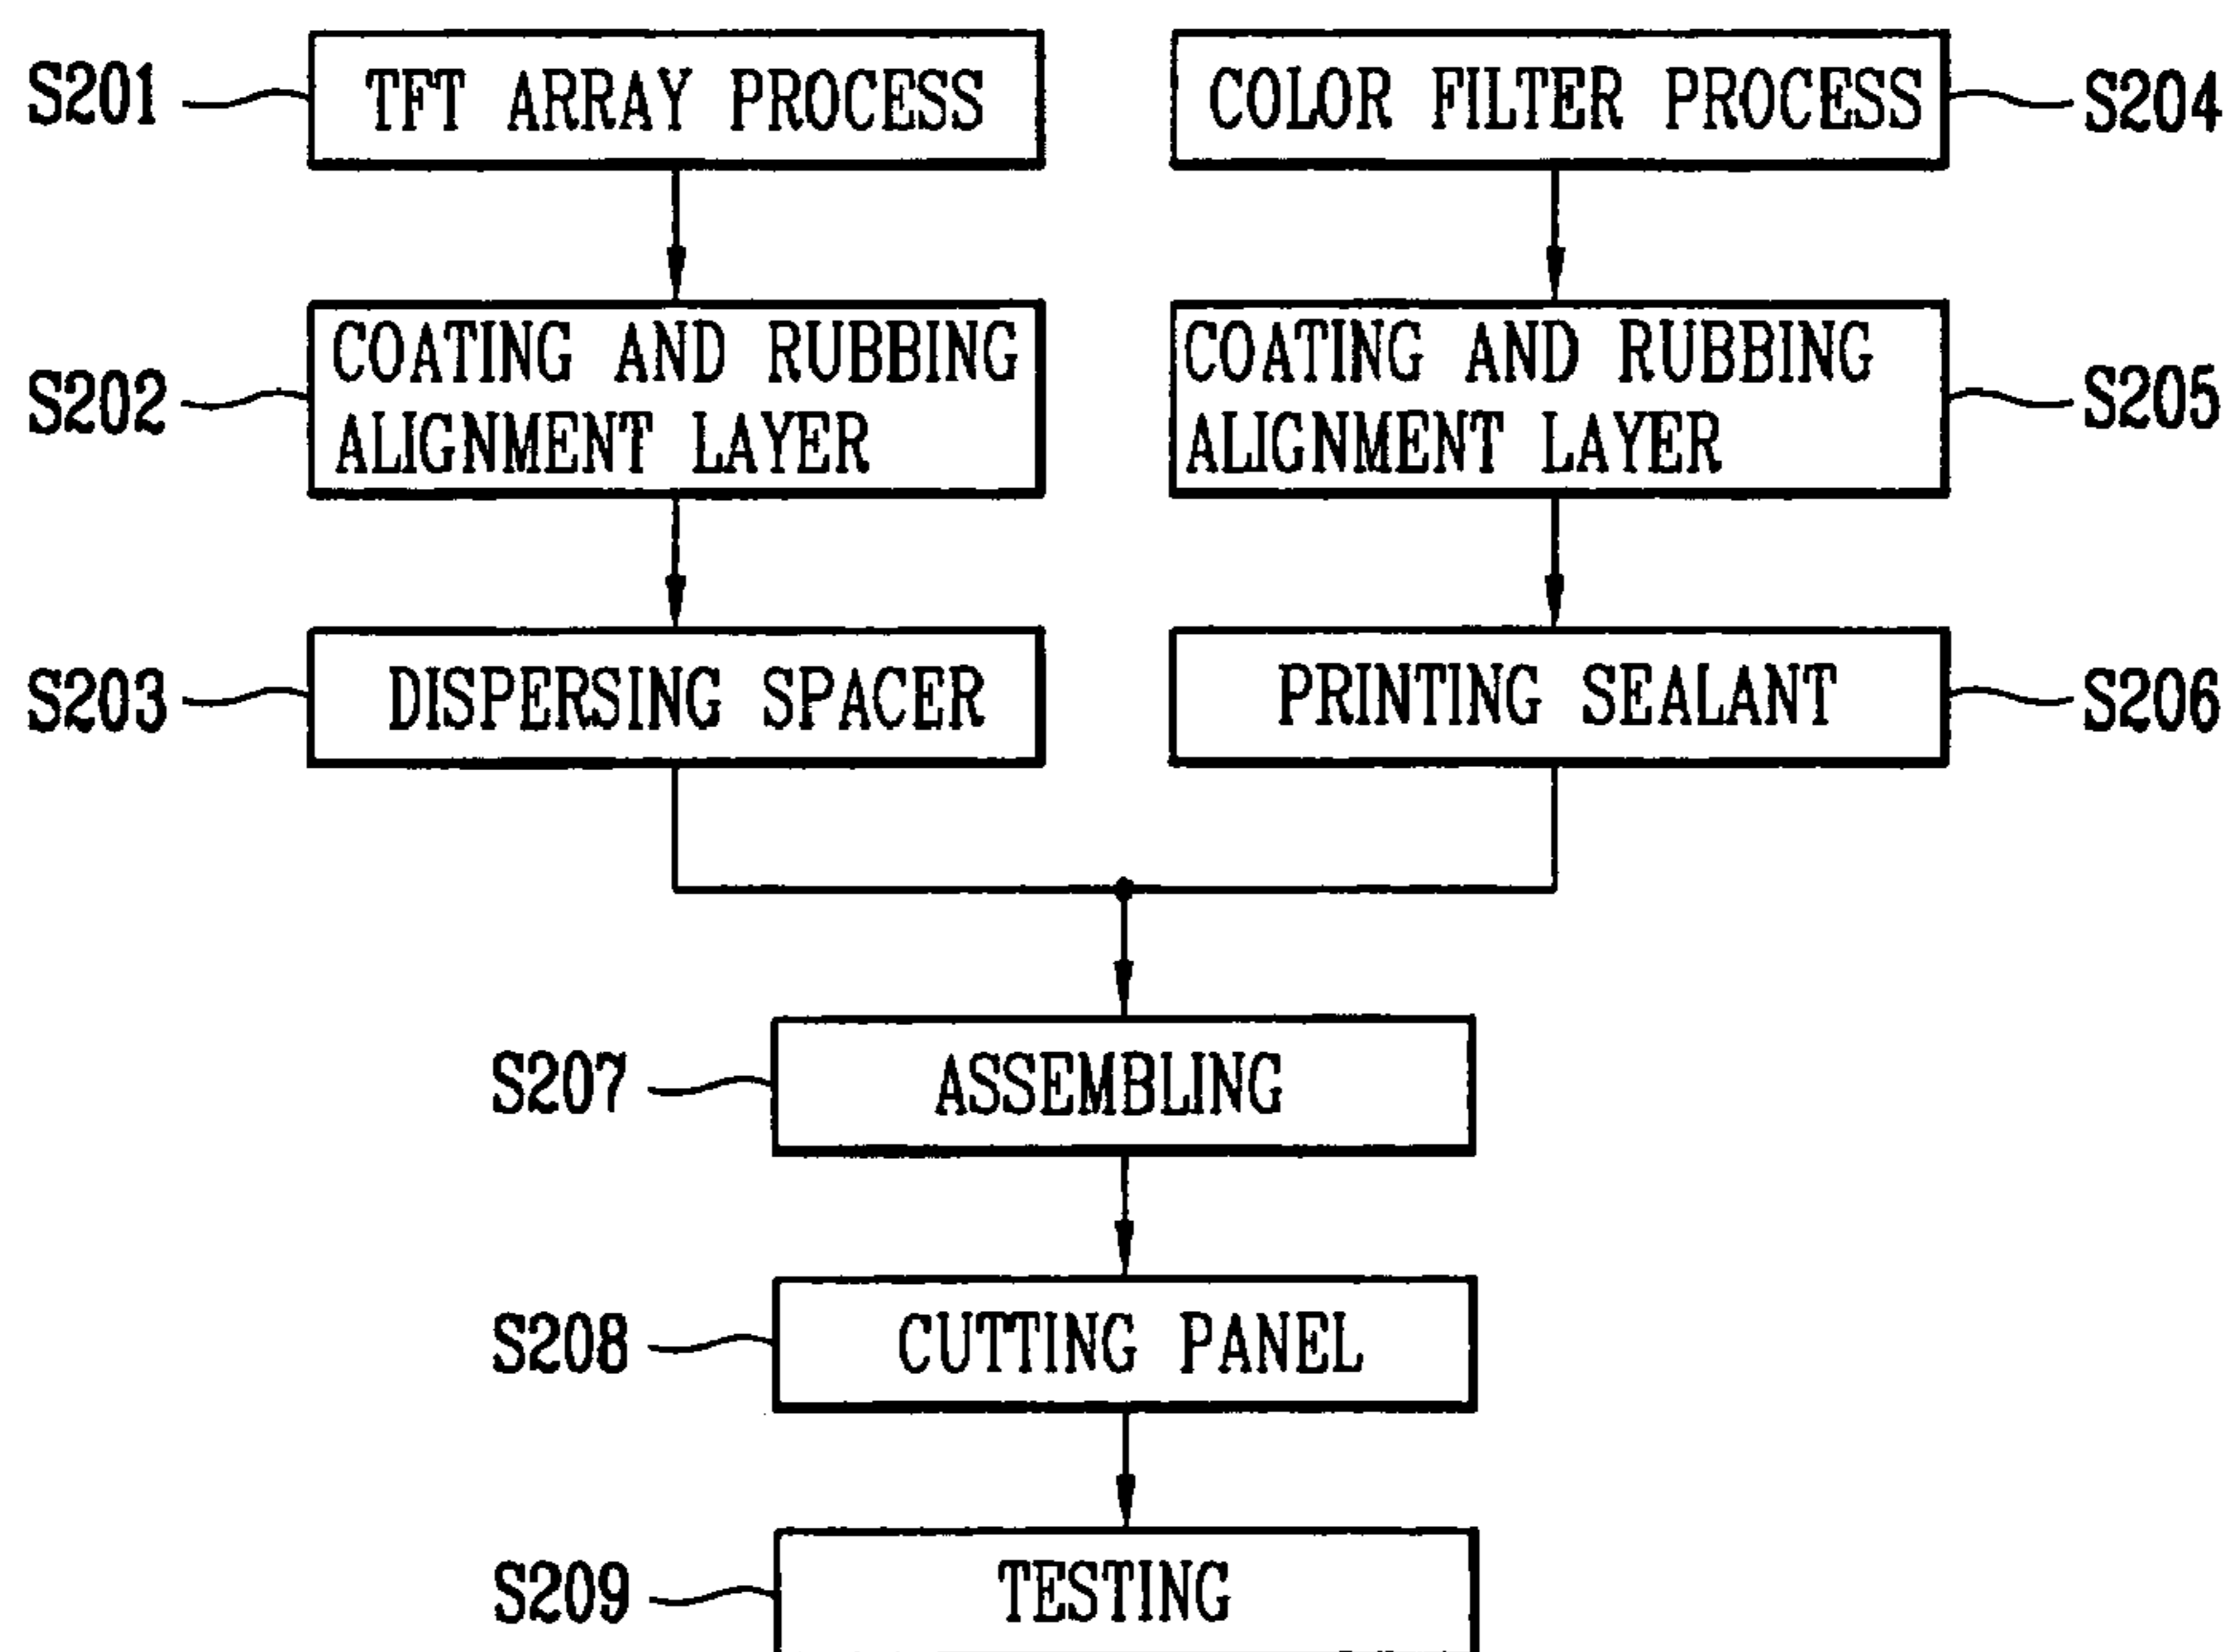 S201
TFT ARRAY PROCESS
COLOR FILTER PROCESS
S204
S202
COATING AND RUBBING
ALIGNMENT LAYER
COATING AND RUBBING
ALIGNMENT LAYER
S205
S203
DISPERSING SPACER
PRINTING SEALANT
S206
S207
ASSEMBLING
S208
CUTTING PANEL
S209
TESTING